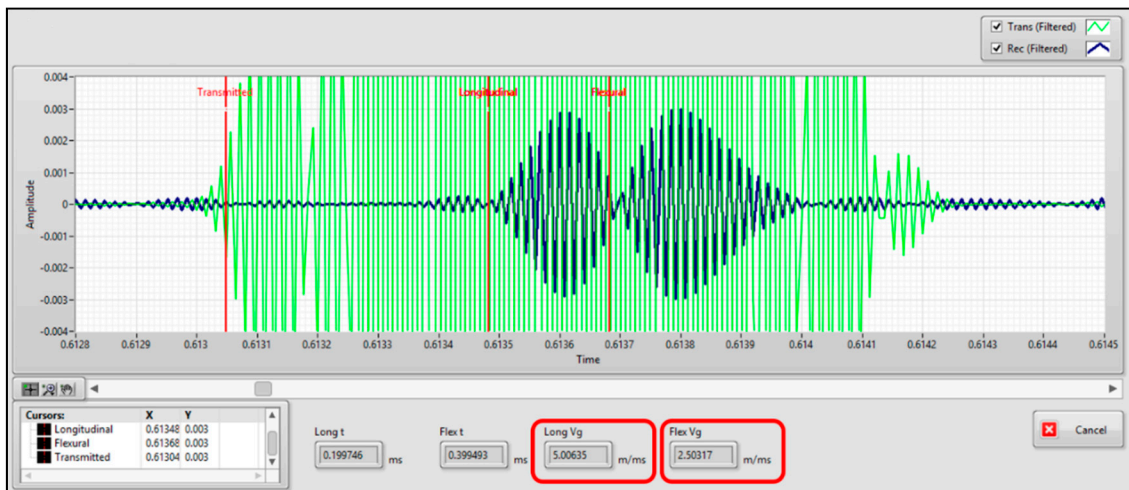 Trans (Filtered)
Rec (Filtered)
0.004
0.003
0.002
0.001
0
-0.001
-0.002
-0.003
-0.004
Amplitude
Transmitted
Longitudinal
Flexural
0.6128 0.6129 0.613 0.6131 0.6132 0.6133 0.6134 0.6135 0.6136 0.6137 0.6138 0.6139 0.614 0.6141 0.6142 0.6143 0.6144 0.6145
Time
Cursors: X Y
Longitudinal 0.61348 0.003
Flexural 0.61368 0.003
Transmitted 0.61304 0.003
Long t
0.199746 ms
Flex t
0.399493 ms
Long Vg
5.00635 m/ms
Flex Vg
2.50317 m/ms
Cancel